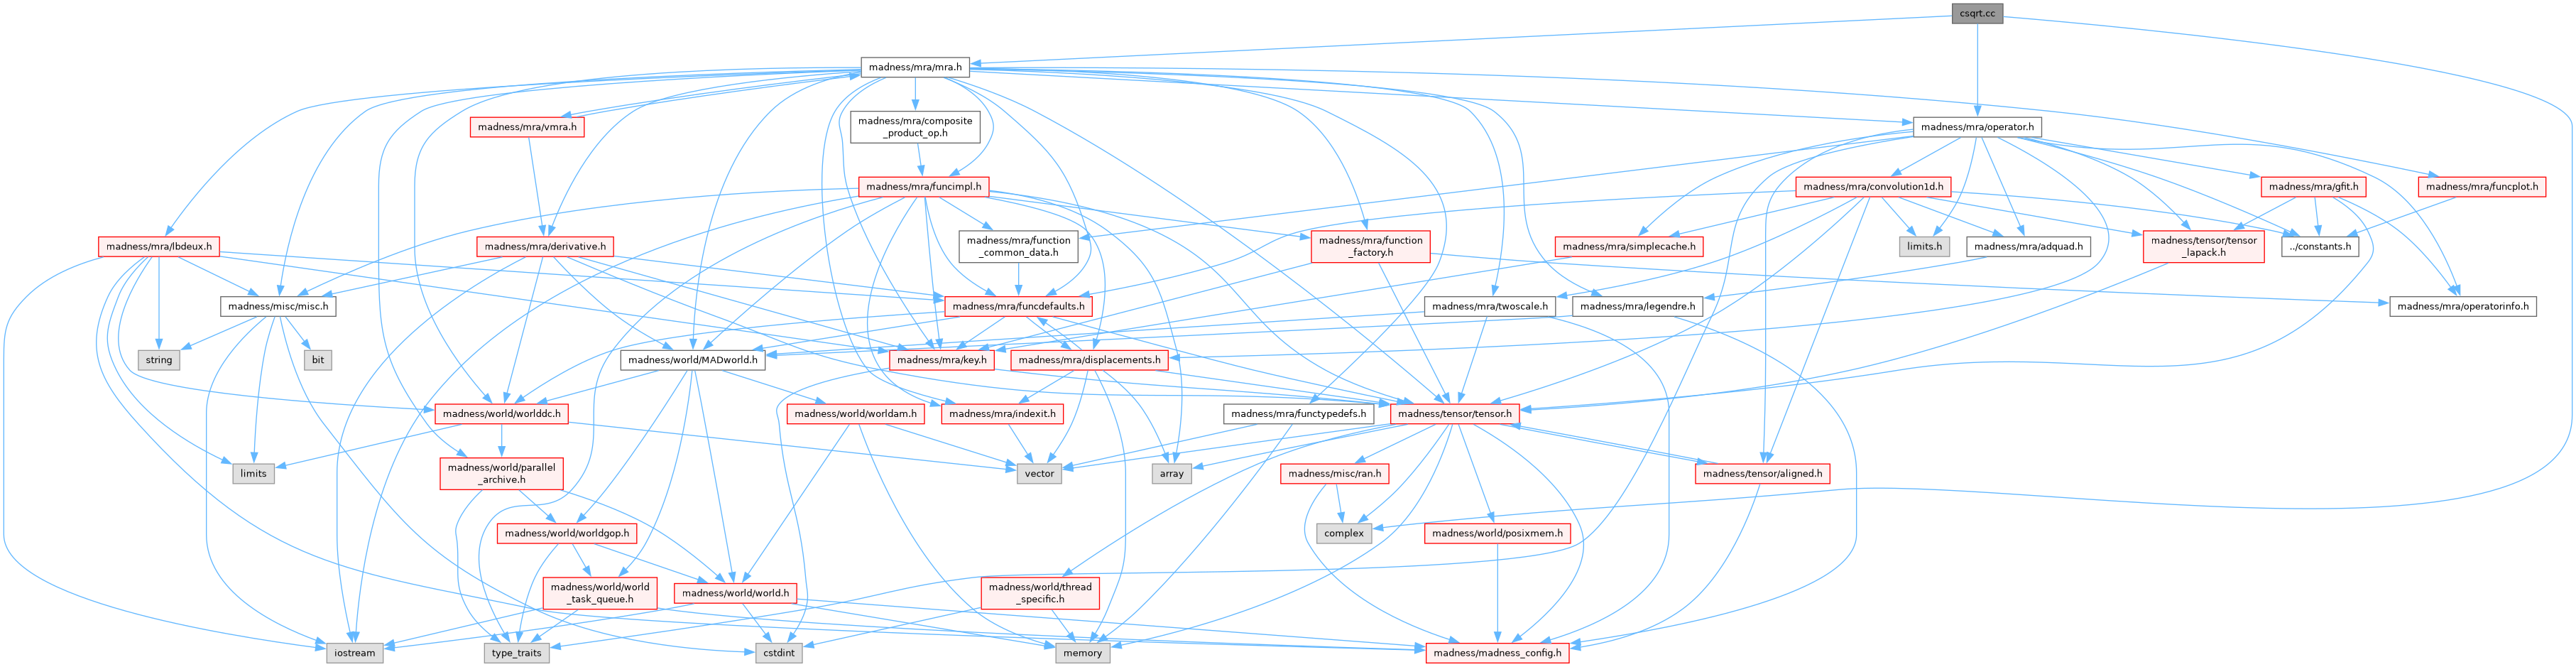 csqrt.cc
madness/mra/mra.h
madness/mra/vmra.h
madness/mra/composite
_product_op.h
madness/mra/operator.h
madness/mra/funcimpl.h
madness/mra/convolution1d.h
madness/mra/gfit.h
madness/mra/funcplot.h
madness/mra/lbdeux.h
madness/mra/derivative.h
madness/mra/function
_common_data.h
madness/mra/function
_factory.h
madness/mra/simplecache.h
limits.h
madness/mra/adquad.h
madness/tensor/tensor
_lapack.h
../constants.h
madness/misc/misc.h
madness/mra/funcdefaults.h
madness/mra/twoscale.h
madness/mra/legendre.h
madness/mra/operatorinfo.h
string
bit
madness/world/MADworld.h
madness/mra/key.h
madness/mra/displacements.h
madness/world/worlddc.h
madness/world/worldam.h
madness/mra/indexit.h
madness/mra/functypedefs.h
madness/tensor/tensor.h
limits
madness/world/parallel
_archive.h
vector
array
madness/misc/ran.h
madness/tensor/aligned.h
madness/world/worldgop.h
complex
madness/world/posixmem.h
madness/world/world
_task_queue.h
madness/world/world.h
madness/world/thread
_specific.h
iostream
type_traits
cstdint
memory
madness/madness_config.h